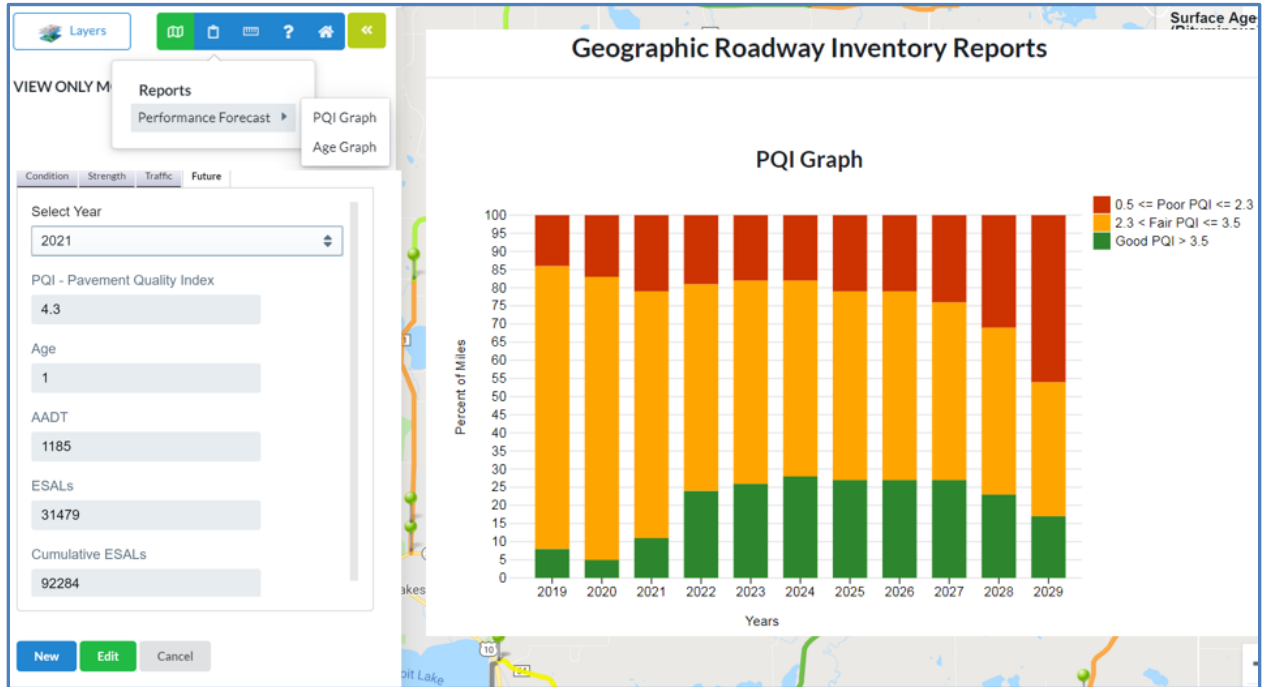 Layers
?
«
VIEW ONLY M
Reports
Performance Forecast
PQI Graph
Age Graph
Condition Strength Traffic Future
Select Year
2021
PQI - Pavement Quality Index
4.3
Age
1
AADT
1185
ESALs
31479
Cumulative ESALs
92284
New Edit Cancel
Surface Age
Geographic Roadway Inventory Reports
PQI Graph
0.5 <= Poor PQI <= 2.3
2.3 < Fair PQI <= 3.5
Good PQI > 3.5
Percent of Miles
100
95
90
85
80
75
70
65
60
55
50
45
40
35
30
25
20
15
10
5
0
2019 2020 2021 2022 2023 2024 2025 2026 2027 2028 2029
Years
akes
10
oit Lake